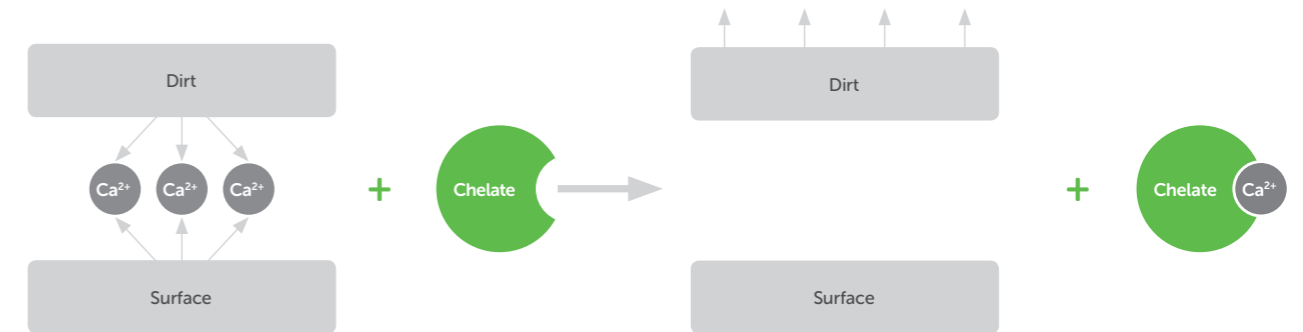 Dirt
Ca²⁺ Ca²⁺ Ca²⁺
Surface
+
Chelate
Dirt
Surface
+
Chelate Ca²⁺